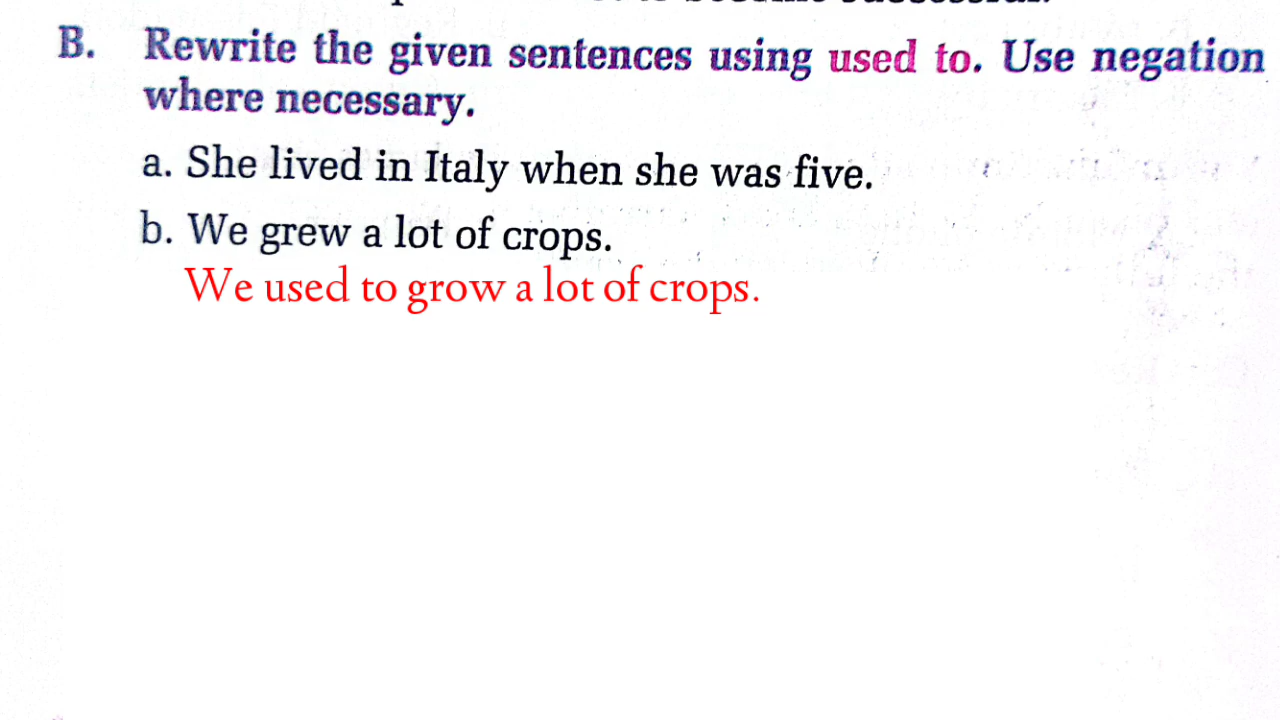 B. Rewrite the given sentences using used to. Use negation
where necessary.
a. She lived in Italy when she was five.
b. We grew a lot of crops.
We used to grow a lot of crops.